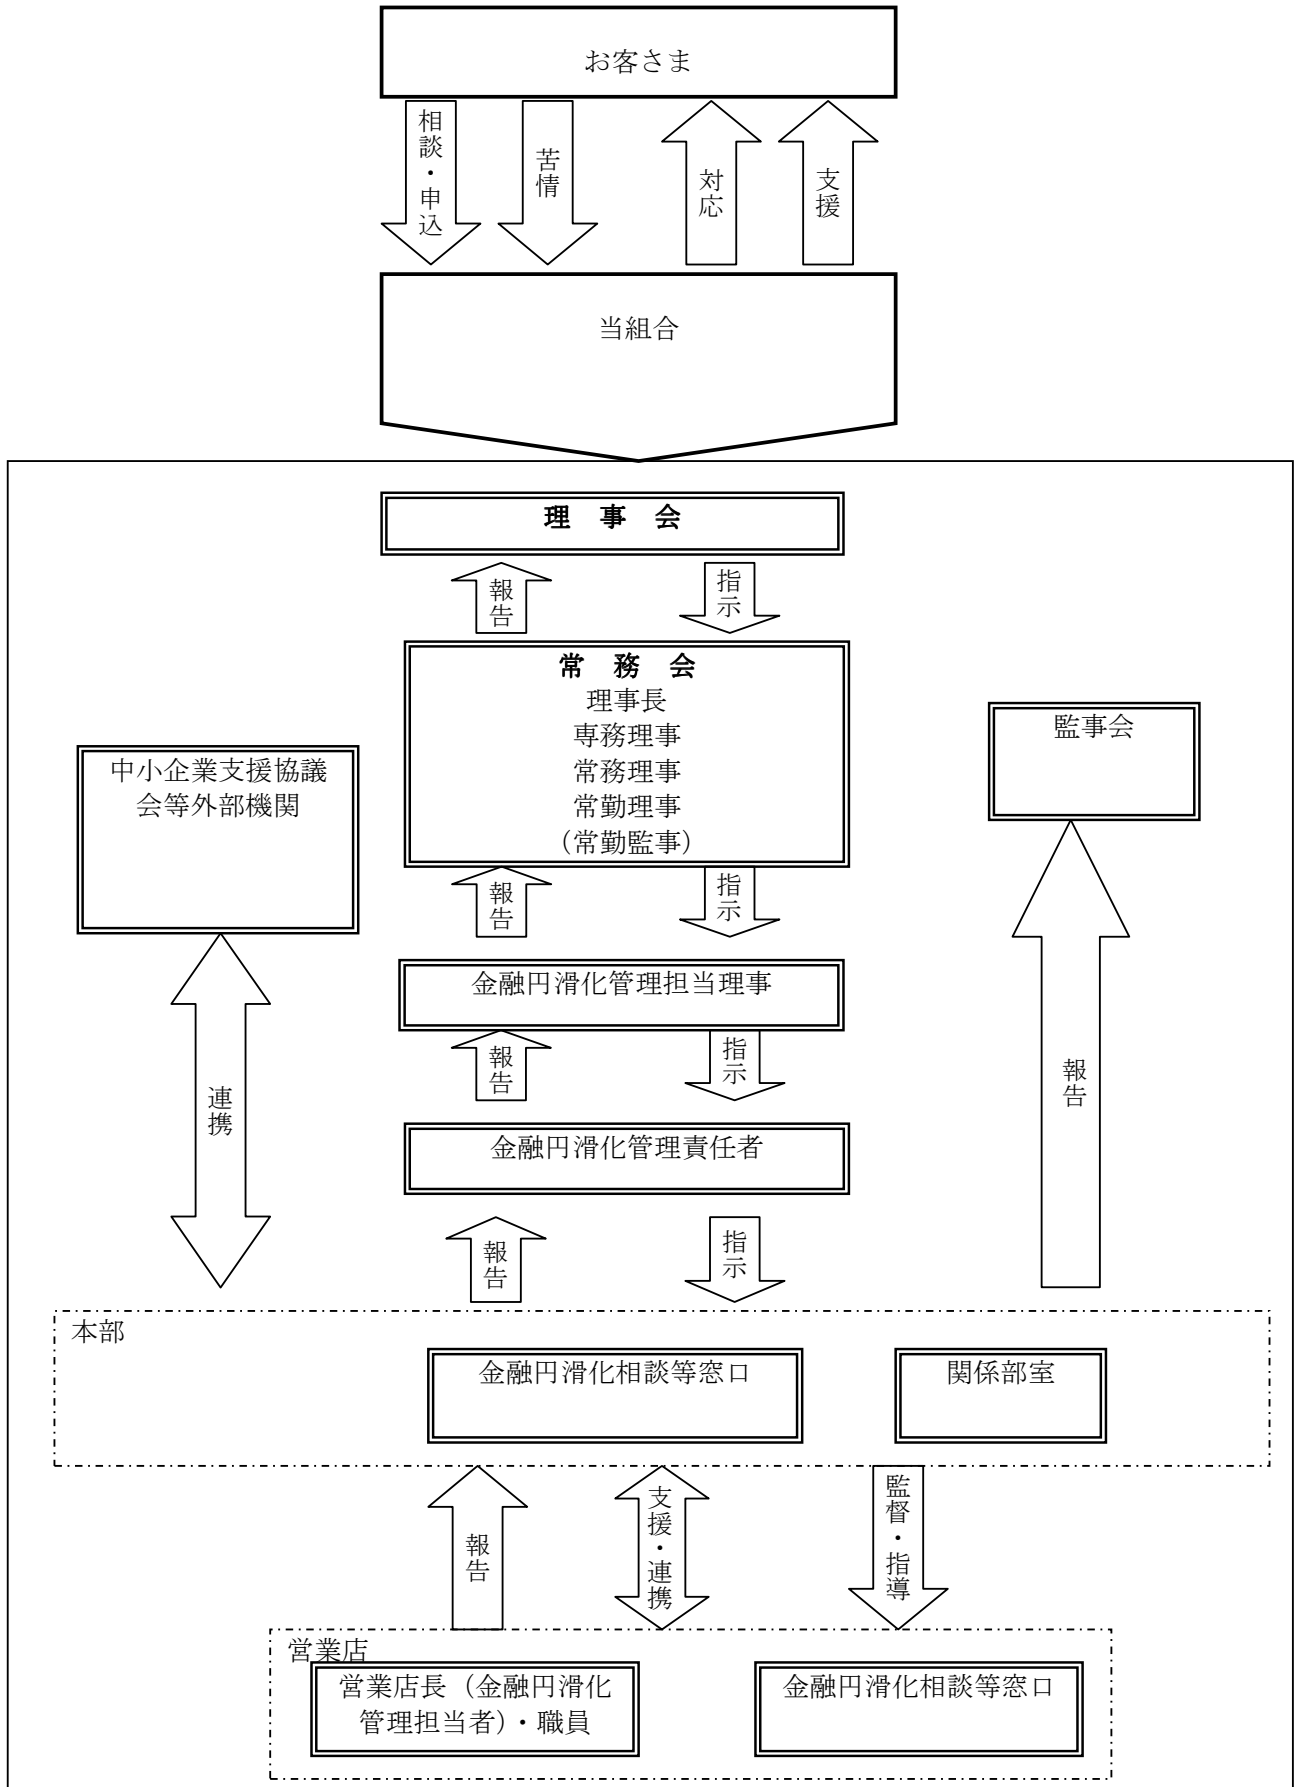 お客さま
相談・申込
苦情
対応
支援
当組合
理　事　会
報告
指示
常　務　会
理事長
専務理事
常務理事
常勤理事
（常勤監事）
監事会
中小企業支援協議
会等外部機関
報告
指示
金融円滑化管理担当理事
報告
指示
連携
報告
金融円滑化管理責任者
報告
指示
本部
金融円滑化相談等窓口
関係部室
報告
支援・連携
監督・指導
営業店
営業店長（金融円滑化
管理担当者）・職員
金融円滑化相談等窓口